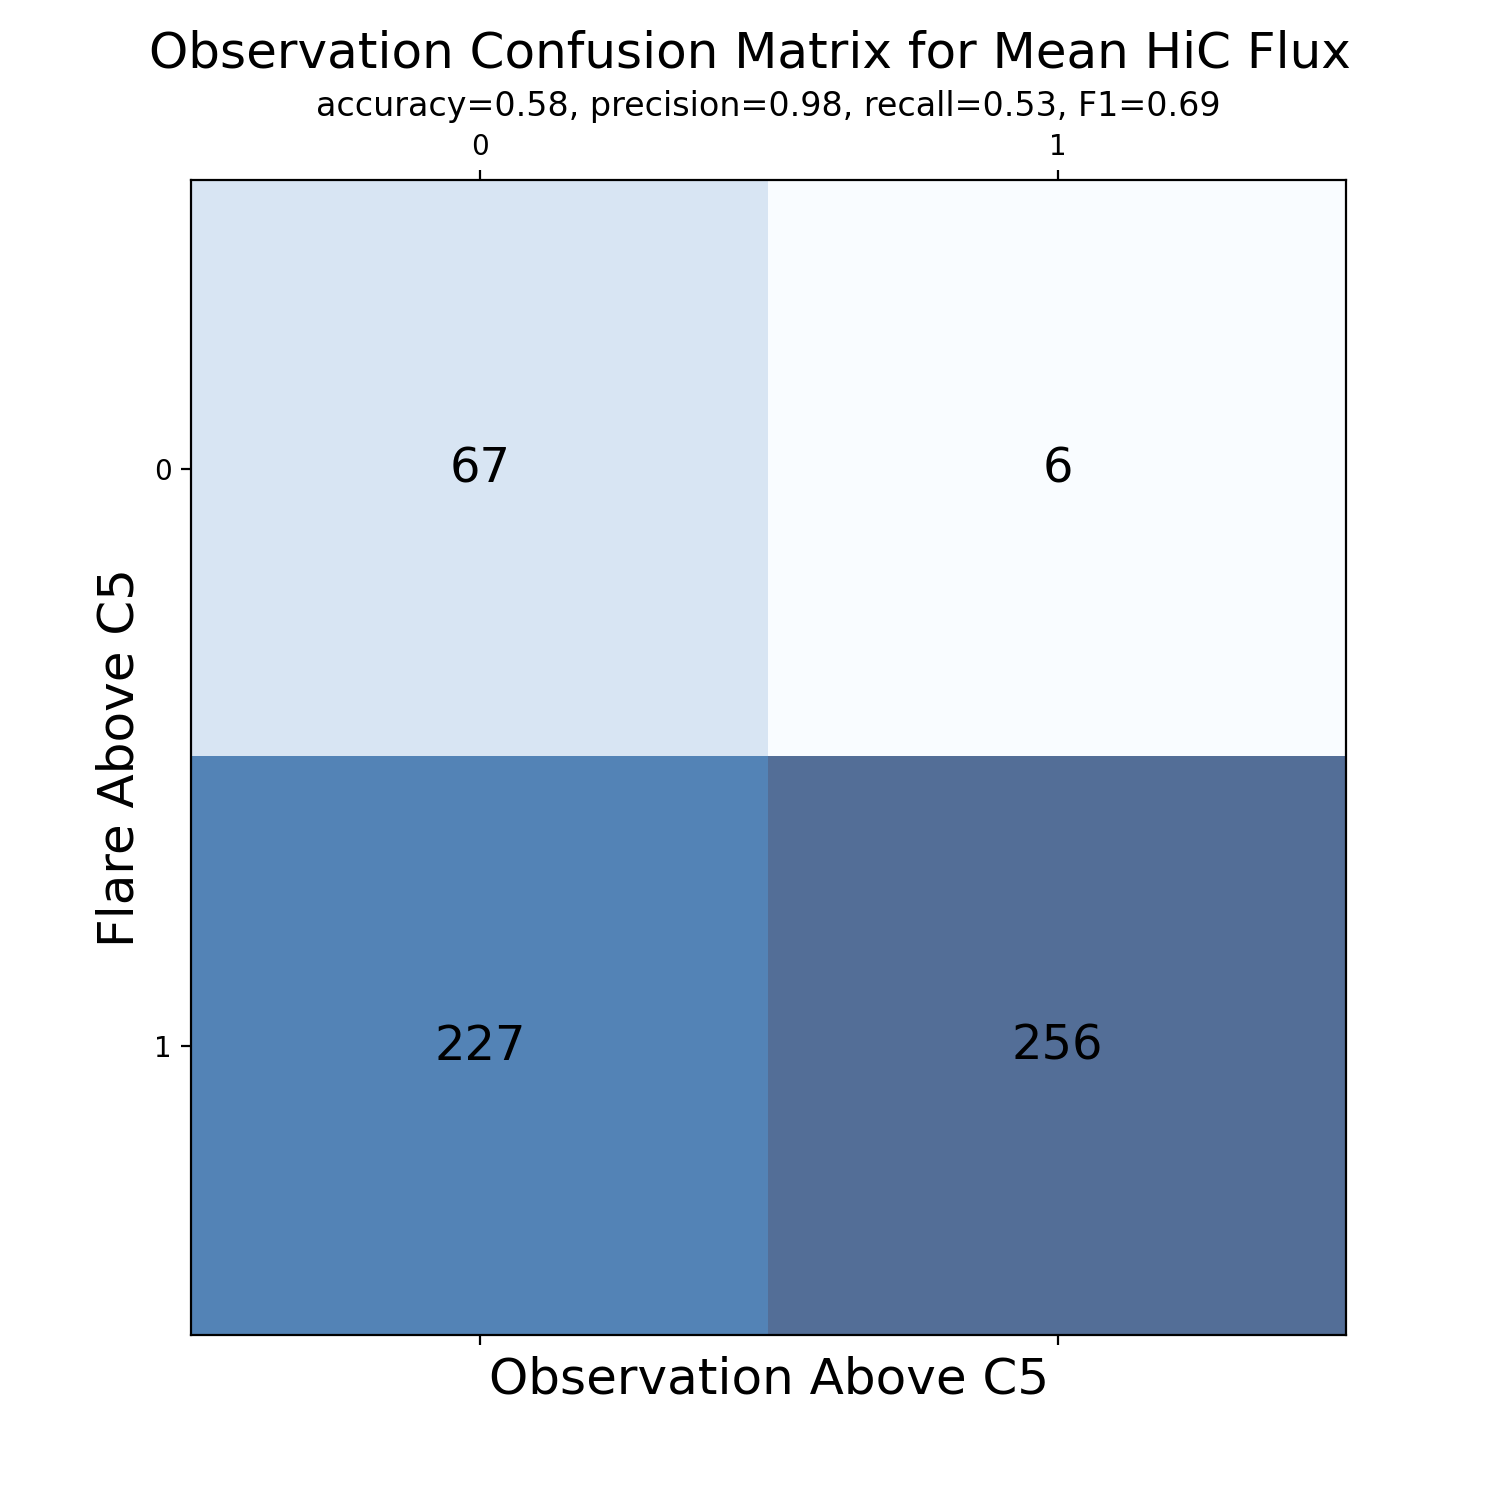 Observation Confusion Matrix for Mean HiC Flux
accuracy=0.58, precision=0.98, recall=0.53, F1=0.69
0 1
0 67 6
Flare Above C5
1 227 256
Observation Above C5